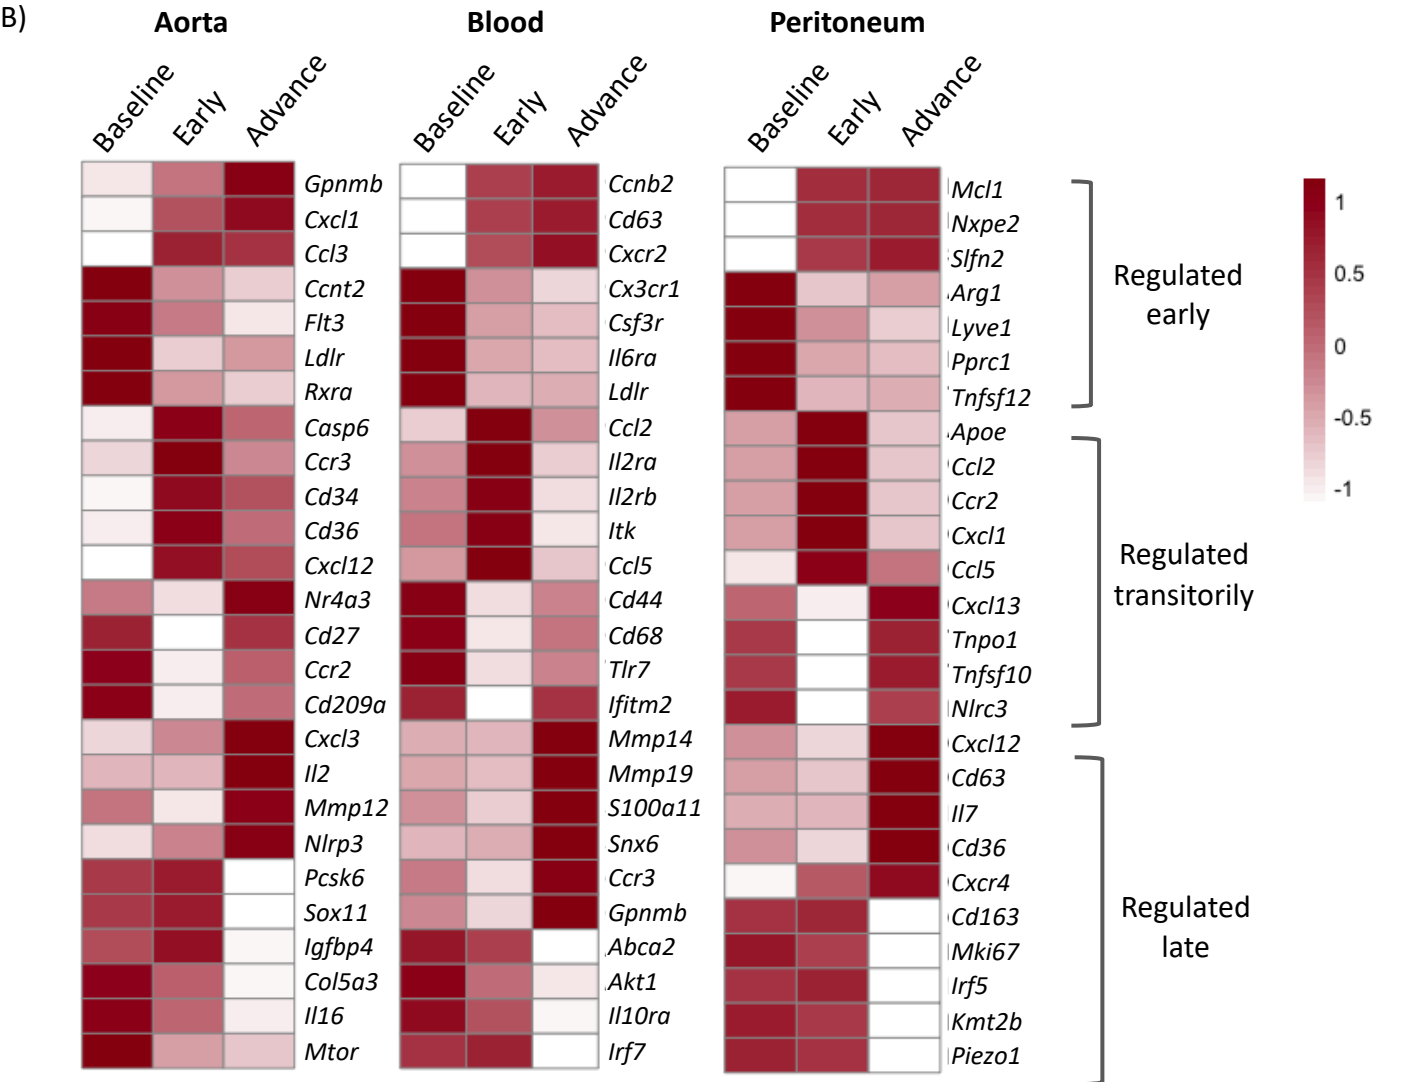 B)
Aorta
Blood
Peritoneum
Baseline
Early
Advance
Baseline
Early
Advance
Baseline
Early
Advance
Gpnmb
Cxcl1
Ccl3
Ccnt2
Flt3
Ldlr
Rxra
Casp6
Ccr3
Cd34
Cd36
Cxcl12
Nr4a3
Cd27
Ccr2
Cd209a
Cxcl3
Il2
Mmp12
Nlrp3
Pcsk6
Sox11
Igfbp4
Col5a3
Il16
Mtor
Ccnb2
Cd63
Cxcr2
Cx3cr1
Csf3r
Il6ra
Ldlr
Ccl2
Il2ra
Il2rb
Itk
Ccl5
Cd44
Cd68
Tlr7
Ifitm2
Mmp14
Mmp19
S100a11
Snx6
Ccr3
Gpnmb
Abca2
Akt1
Il10ra
Irf7
Mcl1
Nxpe2
Slfn2
Arg1
Lyve1
Pprc1
Tnfsf12
Apoe
Ccl2
Ccr2
Cxcl1
Ccl5
Cxcl13
Tnpo1
Tnfsf10
Nlrc3
Cxcl12
Cd63
Il7
Cd36
Cxcr4
Cd163
Mki67
Irf5
Kmt2b
Piezo1
Regulated
early
Regulated
transitorily
Regulated
late
1
0.5
0
-0.5
-1